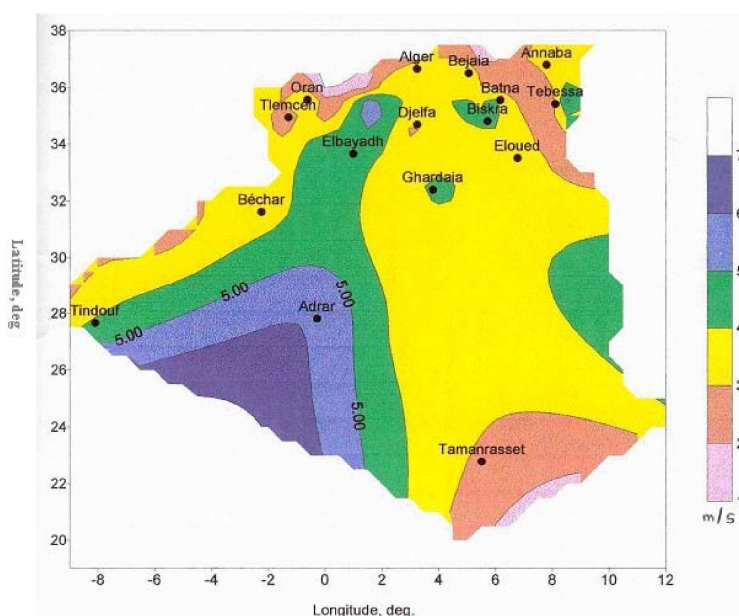 38
36
34
32
30
28
26
24
22
20
Latitude, deg
Alger
Bejaia
Annaba
Oran
Batna
Tebessa
Tlemcen
Djelfa
Biskra
Elbayadh
Eloued
Ghardaia
Béchar
5.00
5.00
Tindouf
Adrar
5.00
5.00
Tamanrasset
-8 -6 -4 -2 0 2 4 6 8 10 12
Longitude, deg.
m/s